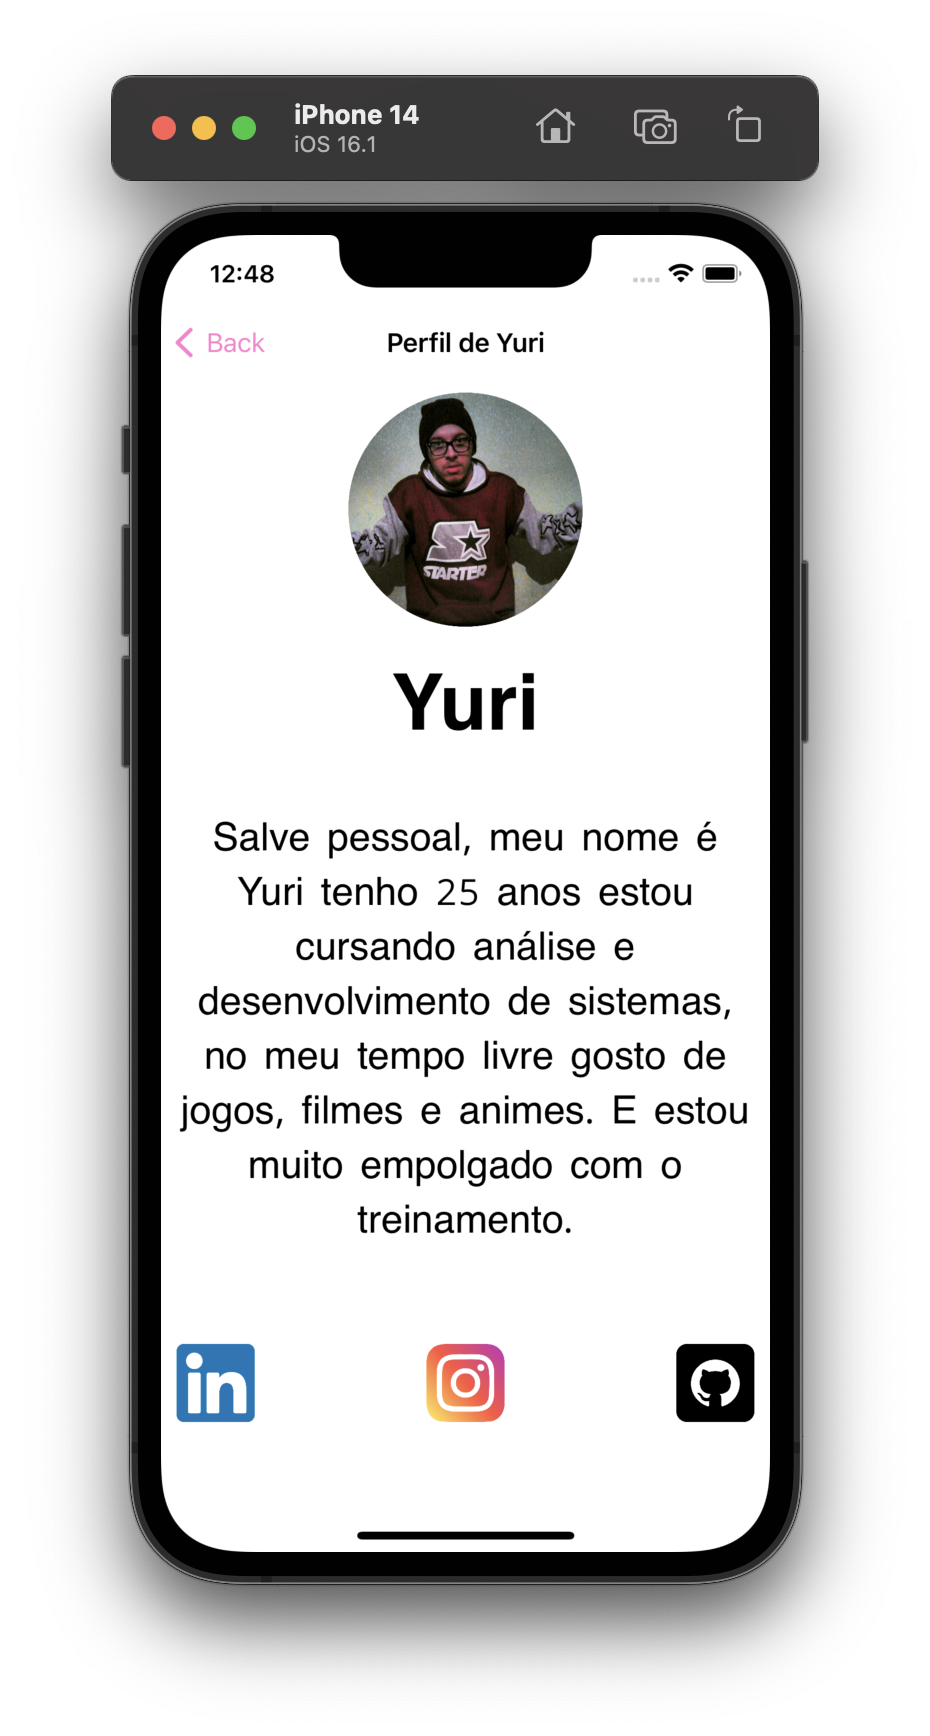 iPhone 14
iOS 16.1
12:48
Back
Perfil de Yuri
STARTER
Yuri
Salve pessoal, meu nome é
Yuri tenho 25 anos estou
cursando análise e
desenvolvimento de sistemas,
no meu tempo livre gosto de
jogos, filmes e animes. E estou
muito empolgado com o
treinamento.
in